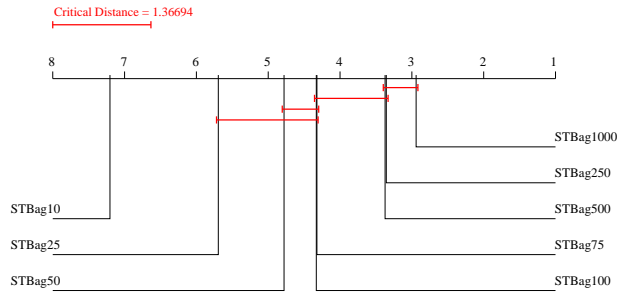 Critical Distance = 1.36694
8 7 6 5 4 3 2 1
STBag1000
STBag250
STBag10 STBag500
STBag25 STBag75
STBag50 STBag100